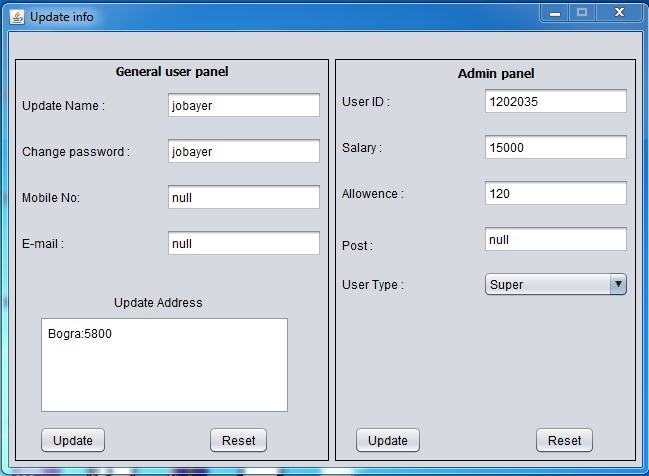 Update info
General user panel
Update Name : jobayer
Change password : jobayer
Mobile No: null
E-mail : null
Update Address
Bogra:5800
Update Reset
Admin panel
User ID : 1202035
Salary : 15000
Allowence : 120
Post : null
User Type : Super
Update Reset